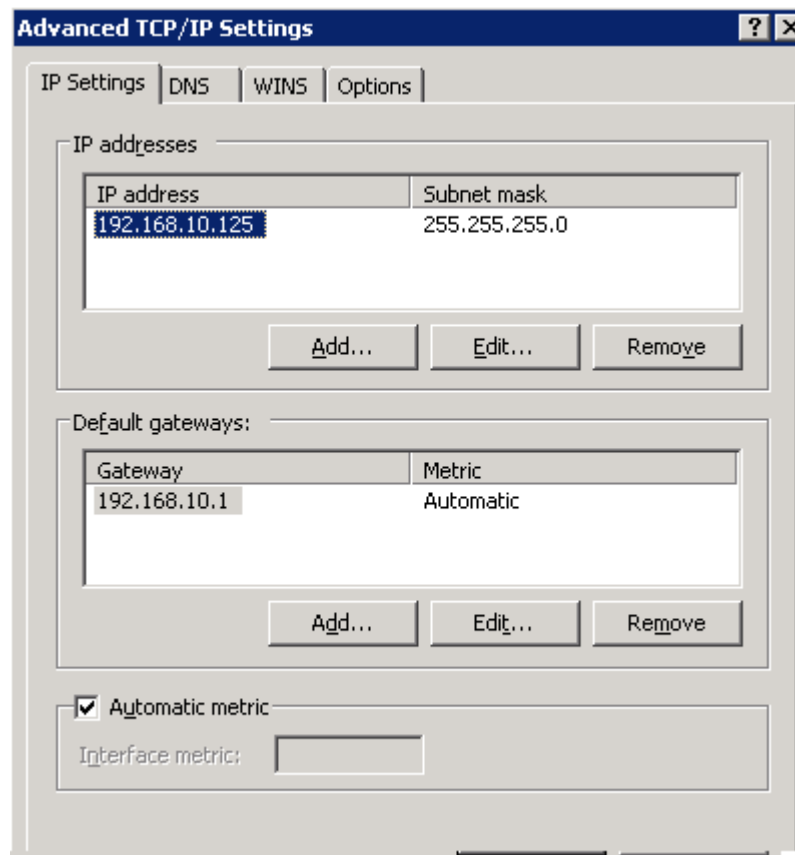 Advanced TCP/IP Settings
IP Settings DNS WINS Options
IP addresses
IP address Subnet mask
192.168.10.125 255.255.255.0
Add... Edit... Remove
Default gateways:
Gateway Metric
192.168.10.1 Automatic
Add... Edit... Remove
Automatic metric
Interface metric: